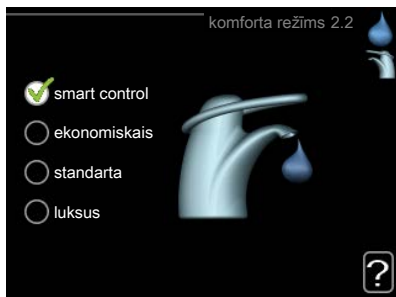 komforta režīms 2.2
smart control
ekonomiskais
standarta
luksus
?